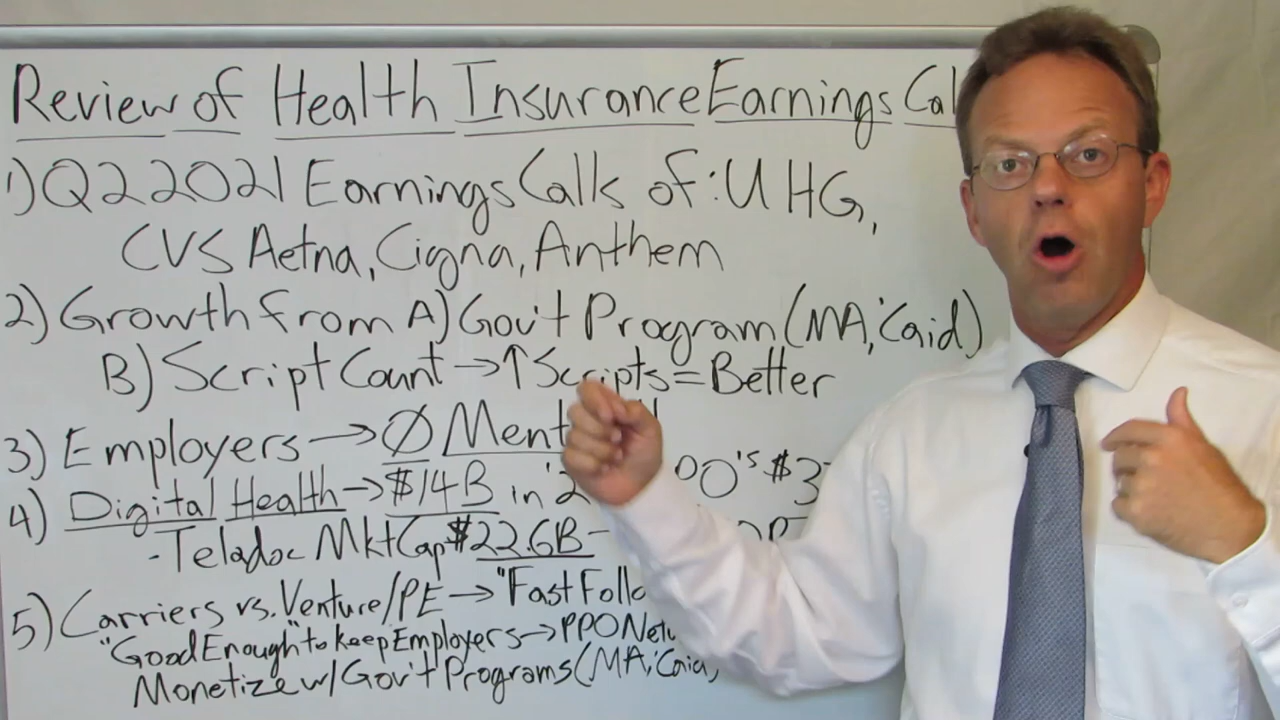 Review of Health Insurance Earnings Cal
1) Q2 2021 Earnings Calls of: UHG,
CVS Aetna, Cigna, Anthem
2) Growth from A) Gov't Program (MA, 'Caid)
B) Script Count → ↑ Scripts = Better
3) Employers → Ø Ment
4) Digital Health → $14B in '2 00's $3
- Teladoc Mkt Cap $22.6B -
5) Carriers vs. Venture/PE → "Fast Follo
"Good Enough" to keep Employers → PPO Netw
Monetize w/ Gov't Programs (MA, 'Caid)